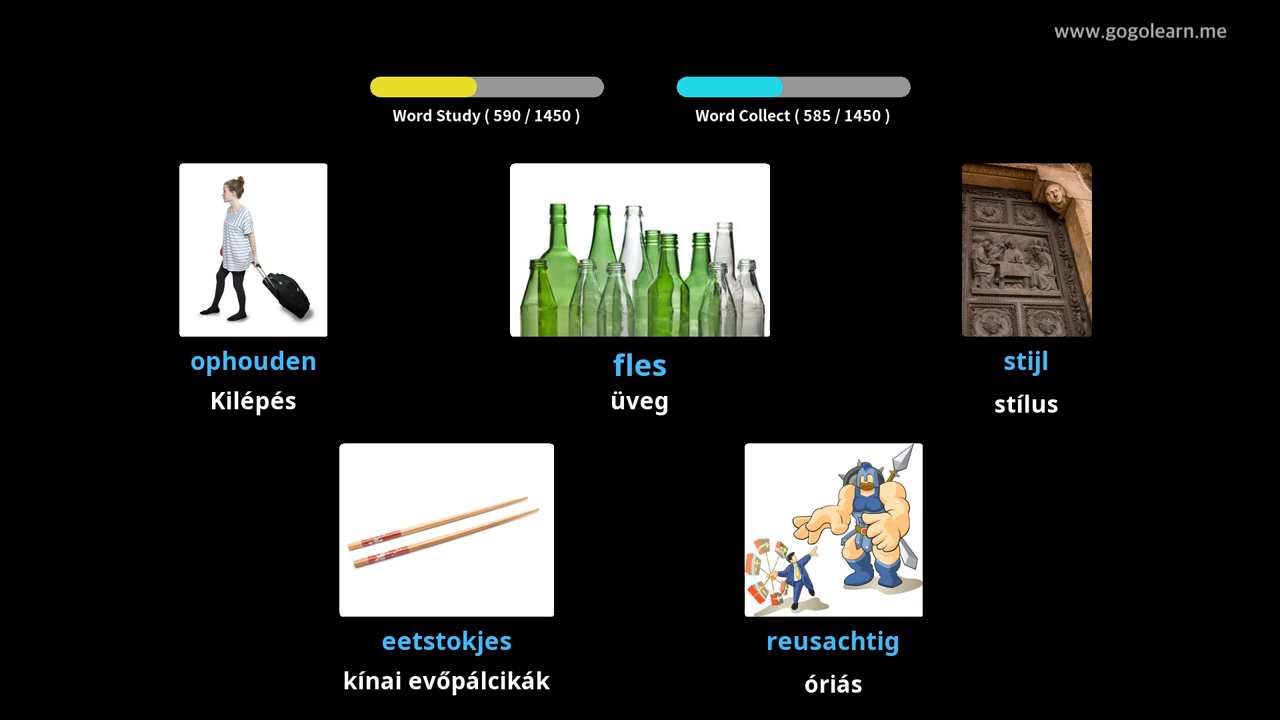 www.gogolearn.me
Word Study ( 590 / 1450 )
Word Collect ( 585 / 1450 )
ophouden
fles
stijl
Kilépés
üveg
stílus
eetstokjes
reusachtig
kínai evőpálcikák
óriás